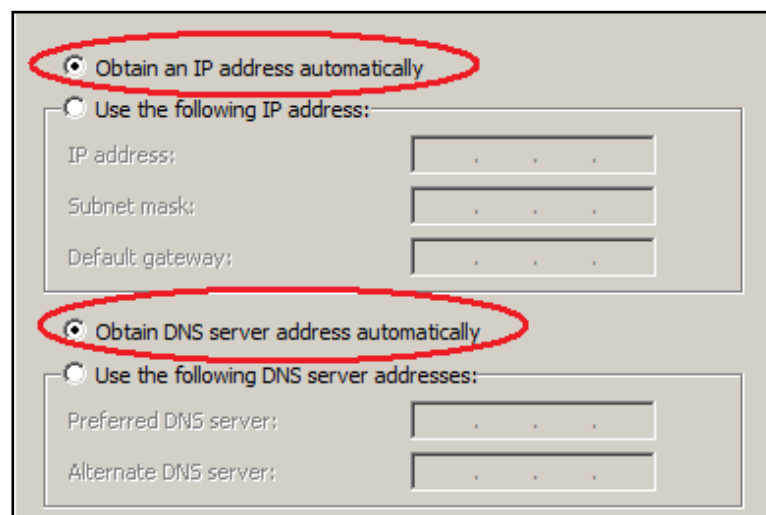 Obtain an IP address automatically
Use the following IP address:
IP address:
Subnet mask:
Default gateway:
Obtain DNS server address automatically
Use the following DNS server addresses:
Preferred DNS server:
Alternate DNS server: